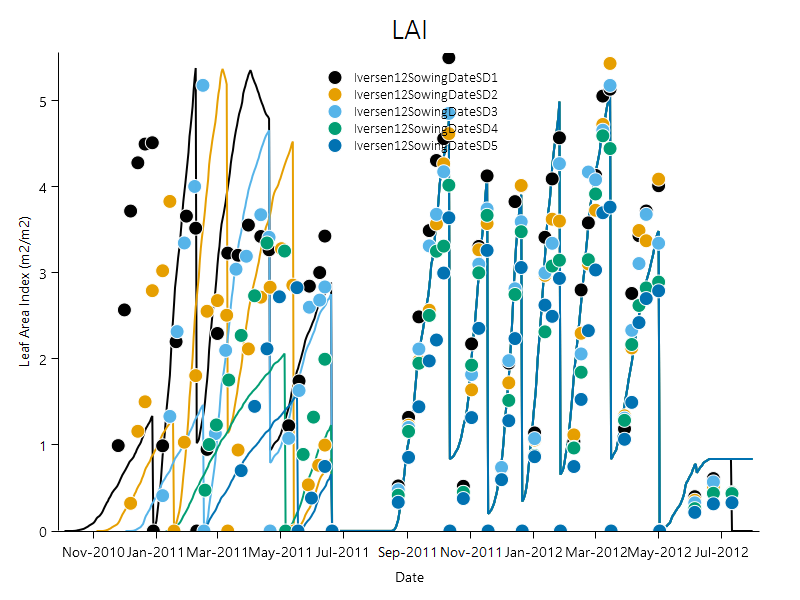 LAI
Iversen12SowingDateSD1
Iversen12SowingDateSD2
Iversen12SowingDateSD3
Iversen12SowingDateSD4
Iversen12SowingDateSD5
Leaf Area Index (m2/m2)
5
4
3
2
1
0
Nov-2010 Jan-2011 Mar-2011 May-2011 Jul-2011 Sep-2011 Nov-2011 Jan-2012 Mar-2012 May-2012 Jul-2012
Date